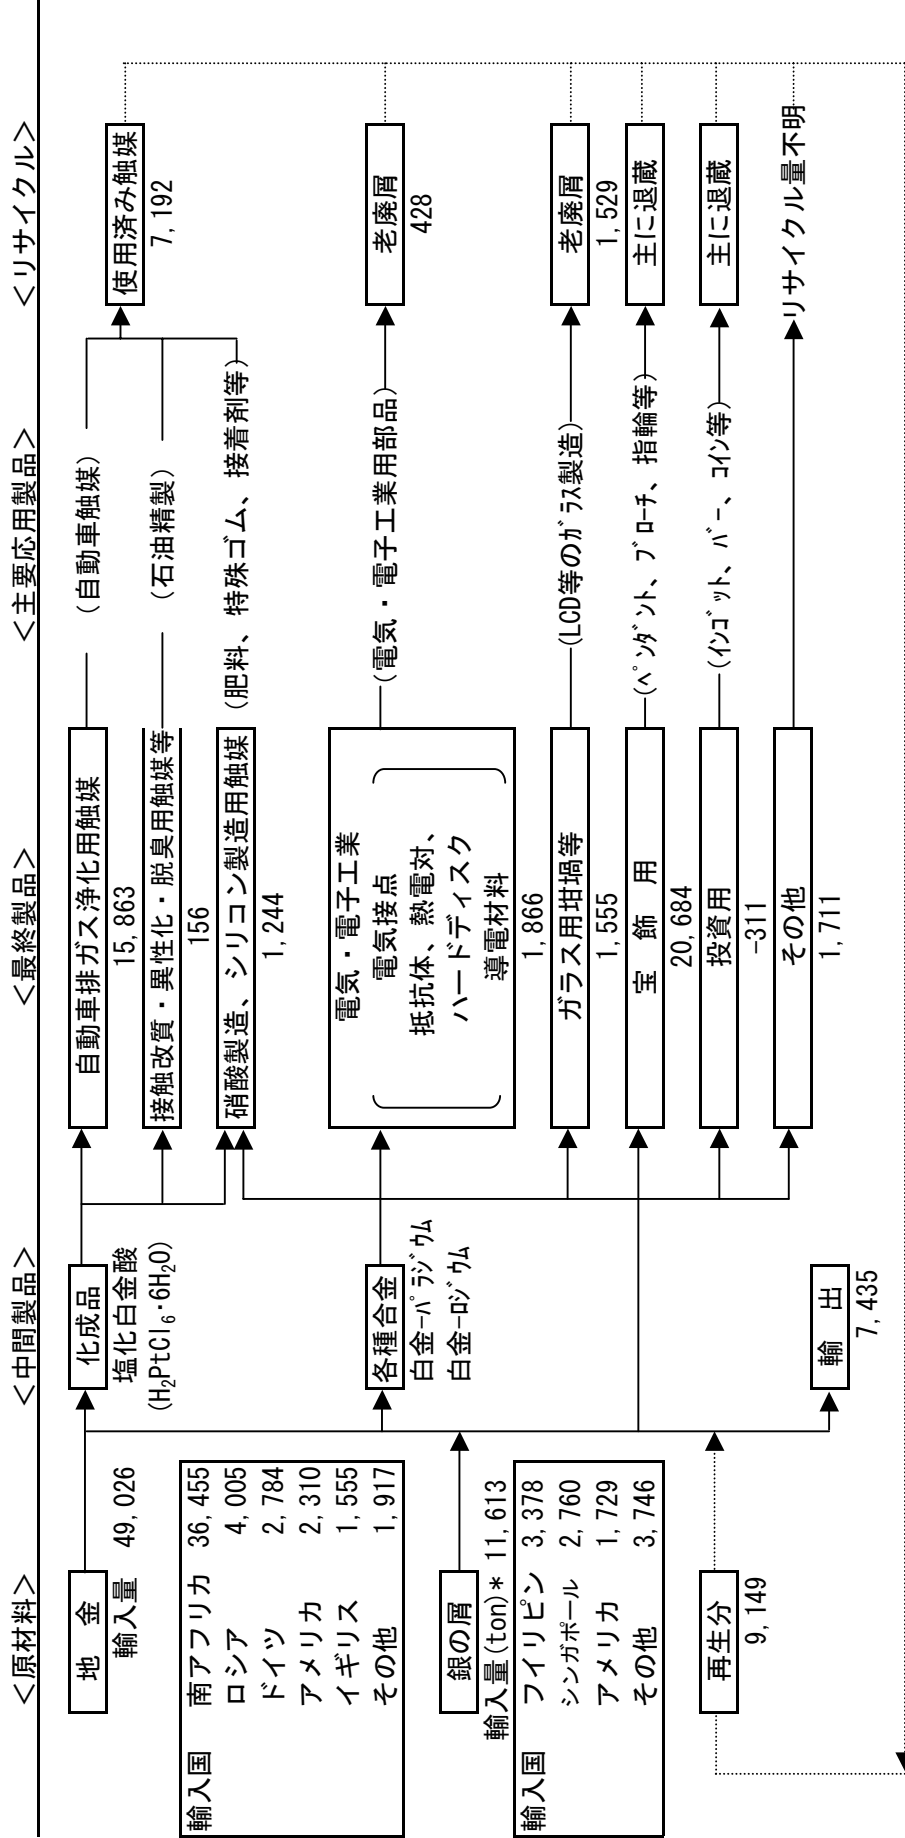 ＜原材料＞ ＜中間製品＞ ＜最終製品＞ ＜主要応用製品＞ ＜リサイクル＞
地　金
輸入量 49,026
輸入国 南アフリカ 36,455
ロシア 4,005
ドイツ 2,784
アメリカ 2,310
イギリス 1,555
その他 1,917
銀の屑
輸入量(ton)* 11,613
輸入国 フイリピン 3,378
シンガポール 2,760
アメリカ 1,729
その他 3,746
再生分
9,149
化成品
塩化白金酸
(H₂PtCl₆·6H₂O)
各種合金
白金-ﾊﾟﾗｼﾞｳﾑ
白金-ﾛｼﾞｳﾑ
輸　出
7,435
自動車排ガス浄化用触媒
15,863
接触改質・異性化・脱臭用触媒等
156
硝酸製造、シリコン製造用触媒
1,244
電気・電子工業
電気接点
抵抗体、熱電対、
ハードディスク
導電材料
1,866
ガラス用坩堝等
1,555
宝　飾　用
20,684
投資用
-311
その他
1,711
（自動車触媒）
（石油精製）
（肥料、特殊ゴム、接着剤等）
（電気・電子工業用部品）
（LCD等のｶﾞﾗｽ製造）
（ﾍﾟﾝﾀﾞﾝﾄ、ﾌﾞﾛｰﾁ、指輪等）
（ｲﾝｺﾞｯﾄ、ﾊﾞｰ、ｺｲﾝ等）
使用済み触媒
7,192
老廃屑
428
老廃屑
1,529
主に退蔵
主に退蔵
リサイクル量不明